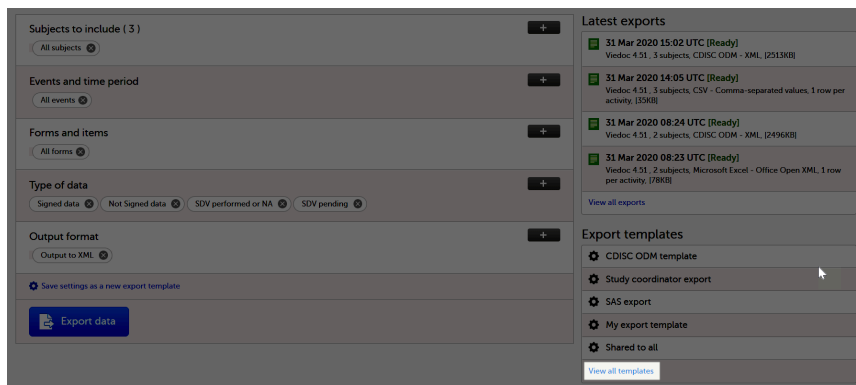 Subjects to include ( 3 )
All subjects
Events and time period
All events
Forms and items
All forms
Type of data
Signed data
Not Signed data
SDV performed or NA
SDV pending
Output format
Output to XML
Save settings as a new export template
Export data
Latest exports
31 Mar 2020 15:02 UTC [Ready]
Viedoc 4.51 , 3 subjects, CDISC ODM - XML, [2513KB]
31 Mar 2020 14:05 UTC [Ready]
Viedoc 4.51 , 3 subjects, CSV - Comma-separated values, 1 row per
activity, [35KB]
31 Mar 2020 08:24 UTC [Ready]
Viedoc 4.51 , 2 subjects, CDISC ODM - XML, [2496KB]
31 Mar 2020 08:23 UTC [Ready]
Viedoc 4.51 , 2 subjects, Microsoft Excel - Office Open XML, 1 row
per activity, [78KB]
View all exports
Export templates
CDISC ODM template
Study coordinator export
SAS export
My export template
Shared to all
View all templates